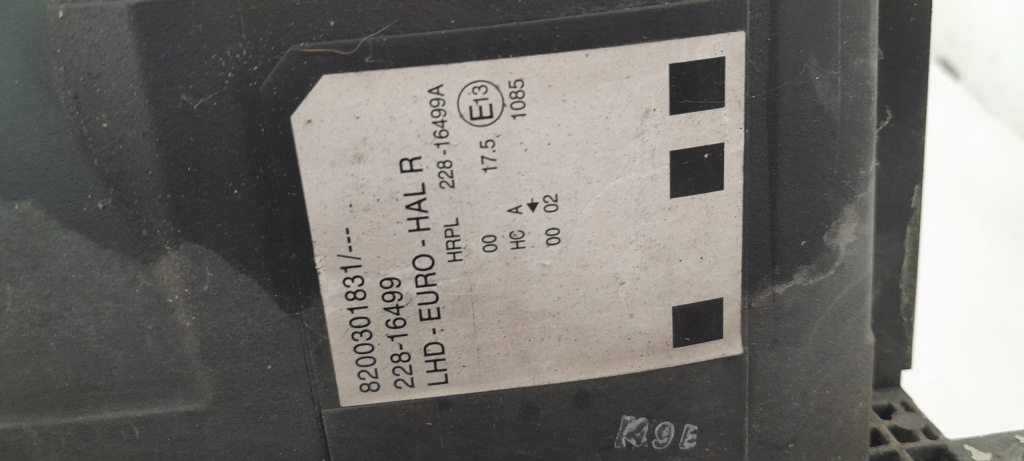 8200301831/---
228-16499
LHD - EURO - HAL R
HRPL 228-16499A
00 17.5 E13
HC A 1085
00 02
K9E